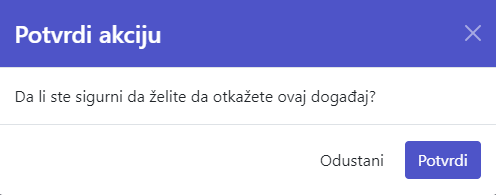 Potvrdi akciju
Da li ste sigurni da želite da otkažete ovaj događaj?
Odustani
Potvrdi